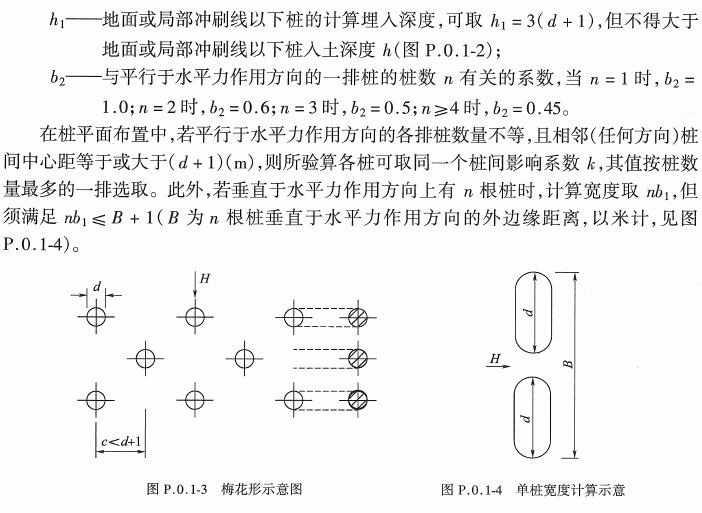 h₁——地面或局部冲刷线以下桩的计算埋入深度,可取 h₁=3(d+1),但不得大于
地面或局部冲刷线以下桩入土深度 h(图 P.0.1-2);
b₂——与平行于水平力作用方向的一排桩的桩数 n 有关的系数,当 n=1 时,b₂=
1.0;n=2 时,b₂=0.6;n=3 时,b₂=0.5;n⩾4 时,b₂=0.45。
在桩平面布置中,若平行于水平力作用方向的各排桩数量不等,且相邻(任何方向)桩
间中心距等于或大于(d+1)(m),则所验算各桩可取同一个桩间影响系数 k,其值按桩数
量最多的一排选取。此外,若垂直于水平力作用方向上有 n 根桩时,计算宽度取 nb₁,但
须满足 nb₁⩽B+1(B 为 n 根桩垂直于水平力作用方向的外边缘距离,以米计,见图
P.0.1-4)。
d
H
c<d+1
图 P.0.1-3 梅花形示意图
d
H
B
d
图 P.0.1-4 单桩宽度计算示意